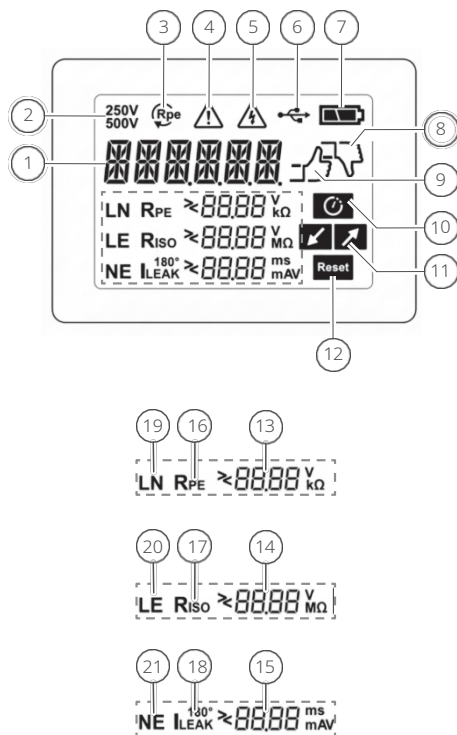 3 4 5 6 7
2 250V 500V Rpe 8
1
9
LN RPE ≷88.88 V kΩ 10
LE RISO ≷88.88 V MΩ
NE ILEAK 180° ≷88.88 ms mAV Reset 11
12
19 16 13
LN RPE ≷88.88 V kΩ
20 17 14
LE RISO ≷88.88 V MΩ
21 18 15
NE ILEAK 180° ≷88.88 ms mAV